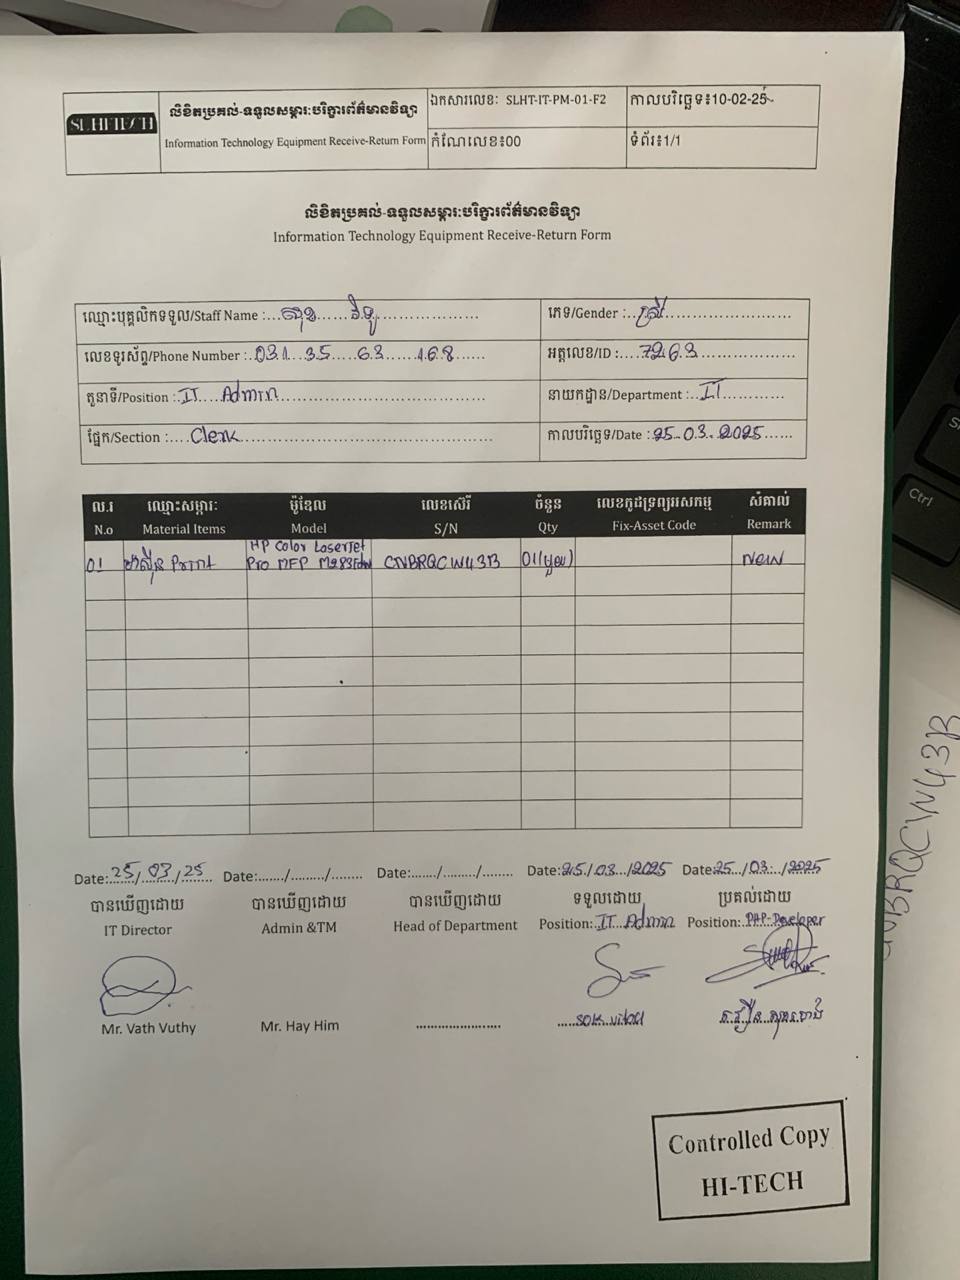 SLHITECH
លិខិតប្រគល់-ទទួលសម្ភារៈបរិក្ខារព័ត៌មានវិទ្យា
Information Technology Equipment Receive-Return Form
ឯកសារលេខៈ SLHT-IT-PM-01-F2
កាលបរិច្ឆេទ៖10-02-25
កំណែលេខ៖00
ទំព័រ៖1/1
លិខិតប្រគល់-ទទួលសម្ភារៈបរិក្ខារព័ត៌មានវិទ្យា
Information Technology Equipment Receive-Return Form
ឈ្មោះបុគ្គលិកទទួល/Staff Name :...សុខ......វិទូ..................
ភេទ/Gender :...ស្រី.......................
លេខទូរស័ព្ទ/Phone Number :..031...35.....63.....168......
អត្តលេខ/ID :....7263...................
តួនាទី/Position :.IT....Admin.....................................
នាយកដ្ឋាន/Department :..IT............
ផ្នែក/Section :....Clerk............................................
កាលបរិច្ឆេទ/Date :25..03..2025......
ល.រ ឈ្មោះសម្ភារៈ ម៉ូឌែល លេខស៊េរី ចំនួន លេខកូដទ្រព្យអសកម្ម សំគាល់
N.o Material Items Model S/N Qty Fix-Asset Code Remark
HP Color LaserJet
01 ម៉ាស៊ីន Print Pro MFP M283fdw CNBRQCW43B 01(មួយ) New
Date:25/.03./25 Date:......./........./........ Date:......./........./........ Date:25/03.../2025 Date:25.../.03:.../2025
បានឃើញដោយ បានឃើញដោយ បានឃើញដោយ ទទួលដោយ ប្រគល់ដោយ
IT Director Admin &TM Head of Department Position:.IT..Admin Position:.PHP-Developer
Mr. Vath Vuthy Mr. Hay Him ........................ .....SOK
Controlled Copy
HI-TECH
CNBRQCW43B